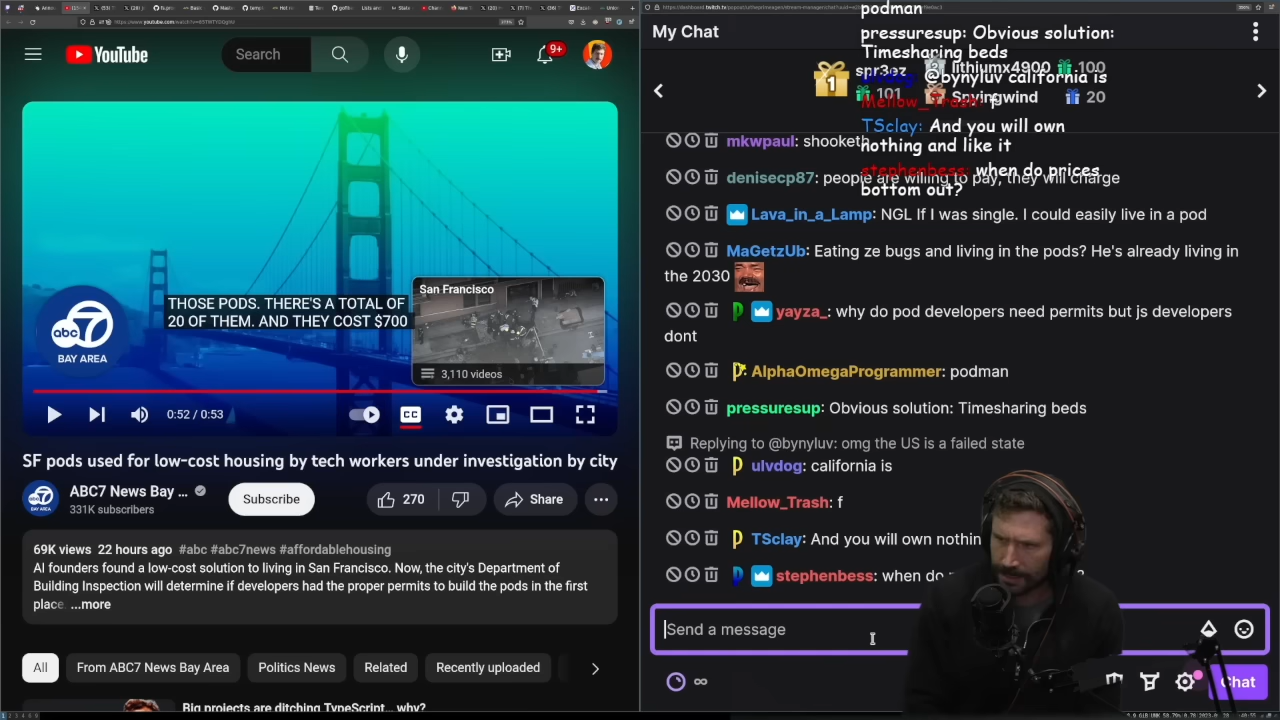 YouTube
Search
9+
THOSE PODS. THERE'S A TOTAL OF
20 OF THEM. AND THEY COST $700
abc 7
BAY AREA
San Francisco
3,110 videos
0:52 / 0:53
CC
SF pods used for low-cost housing by tech workers under investigation by city
ABC7 News Bay ...
331K subscribers
Subscribe
270
Share
69K views 22 hours ago #abc #abc7news #affordablehousing
AI founders found a low-cost solution to living in San Francisco. Now, the city's Department of
Building Inspection will determine if developers had the proper permits to build the pods in the first
place. ...more
All
From ABC7 News Bay Area
Politics News
Related
Recently uploaded
Big projects are ditching TypeScript... why?
My Chat
podman
pressuresup: Obvious solution:
Timesharing beds
@bynyluv california is
Mellow_Trash: f
TSclay: And you will own
nothing and like it
stephenbess: when do prices
bottom out?
1
spr3ez
101
lithiumx4900
100
Spyingwind
20
mkwpaul: shooketh
denisecp87: people are willing to pay, they will charge
Lava_in_a_Lamp: NGL If I was single. I could easily live in a pod
MaGetzUb: Eating ze bugs and living in the pods? He's already living in
the 2030
yayza_: why do pod developers need permits but js developers
dont
AlphaOmegaProgrammer: podman
pressuresup: Obvious solution: Timesharing beds
Replying to @bynyluv: omg the US is a failed state
ulvdog: california is
Mellow_Trash: f
TSclay: And you will own
stephenbess: when do
Send a message
Chat